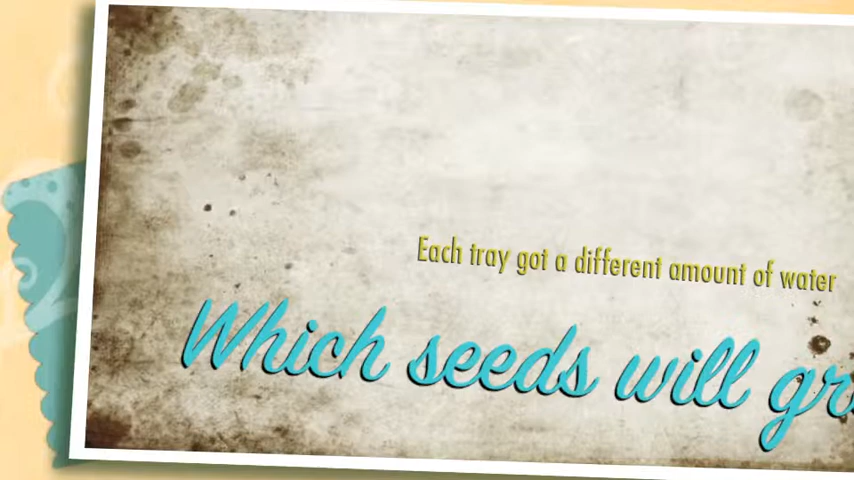 Each tray got a different amount of water
Which seeds will